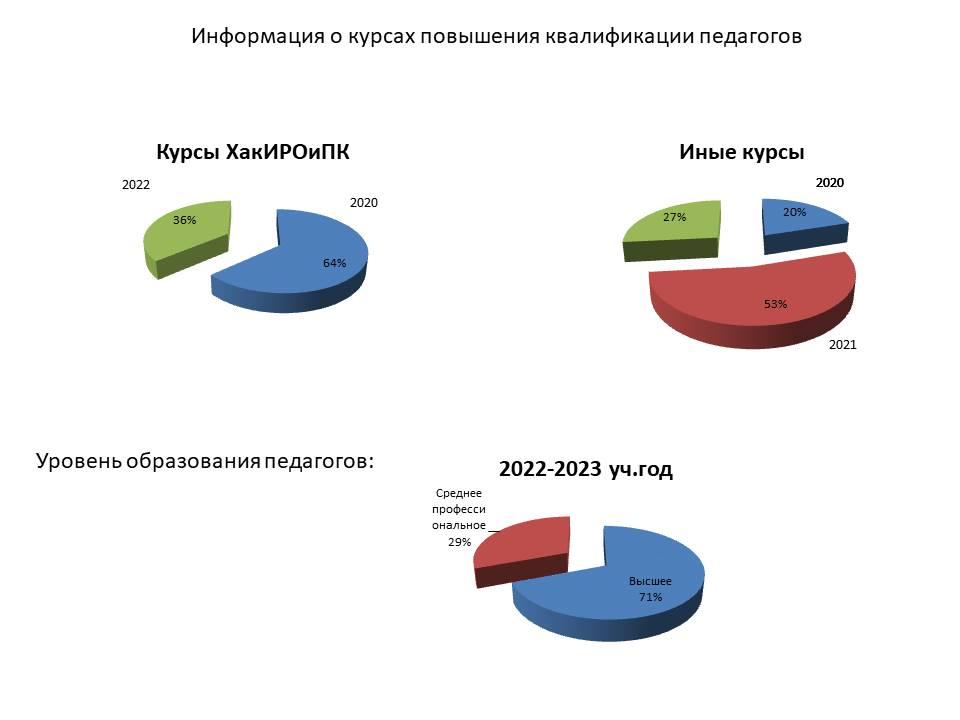 Информация о курсах повышения квалификации педагогов
Курсы ХакИРОиПК
2022
2020
36%
64%
Иные курсы
2020
27%
20%
53%
2021
Уровень образования педагогов:
2022-2023 уч.год
Среднее
професси
ональное
29%
Высшее
71%